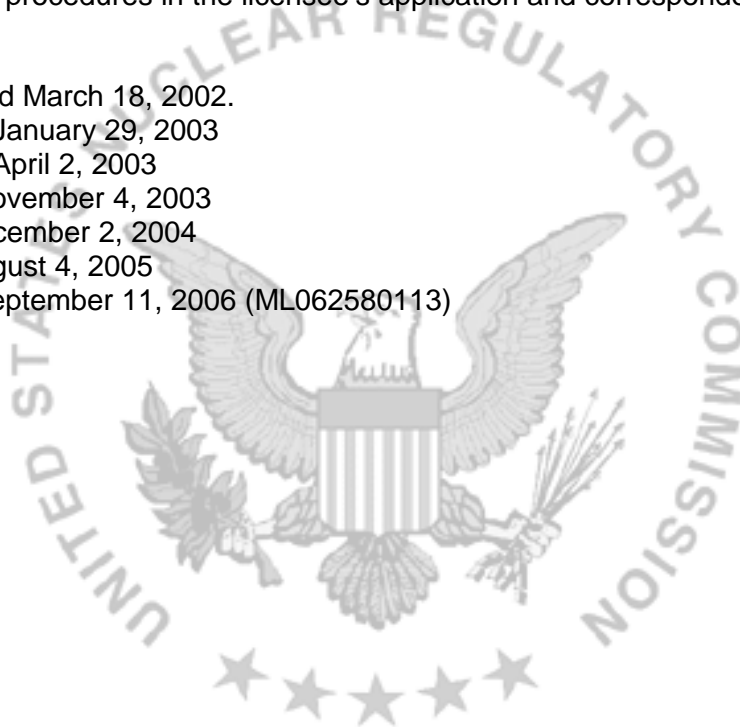 procedures in the licensee's application and
d March 18, 2002.
January 29, 2003
April 2, 2003
ovember 4, 2003
cember 2, 2004
gust 4, 2005
eptember 11, 2006 (ML062580113)
UNITED STATES NUCLEAR REGULATORY COMMISSION